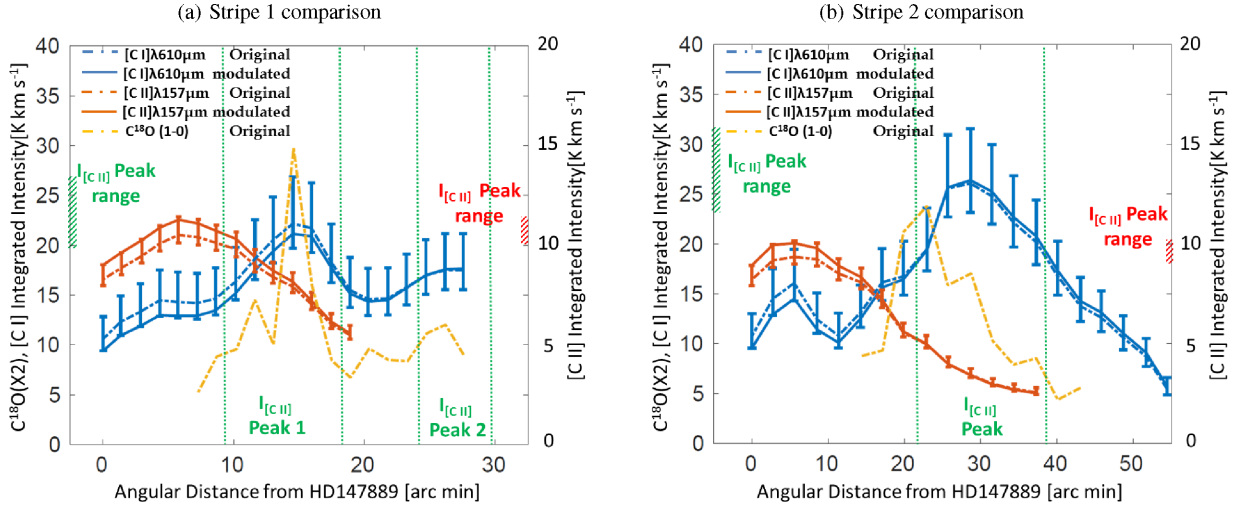 (a) Stripe 1 comparison
40
35
30
25
20
15
10
5
0
C¹⁸O(X2), [C I] Integrated Intensity[K km s⁻¹]
20
15
10
5
0
[C II] Integrated Intensity[K km s⁻¹]
[C I]λ610μm Original
[C I]λ610μm modulated
[C II]λ157μm Original
[C II]λ157μm modulated
C¹⁸O (1-0) Original
I[C II] Peak
range
I[C II] Peak
range
I[C II]
Peak 1
I[C II]
Peak 2
0 10 20 30
Angular Distance from HD147889 [arc min]
(b) Stripe 2 comparison
40
35
30
25
20
15
10
5
0
C¹⁸O(X2), [C I] Integrated Intensity[K km s⁻¹]
20
15
10
5
0
[C II] Integrated Intensity[K km s⁻¹]
[C I]λ610μm Original
[C I]λ610μm modulated
[C II]λ157μm Original
[C II]λ157μm modulated
C¹⁸O (1-0) Original
I[C II] Peak
range
I[C II] Peak
range
I[C II]
Peak
0 10 20 30 40 50
Angular Distance from HD147889 [arc min]